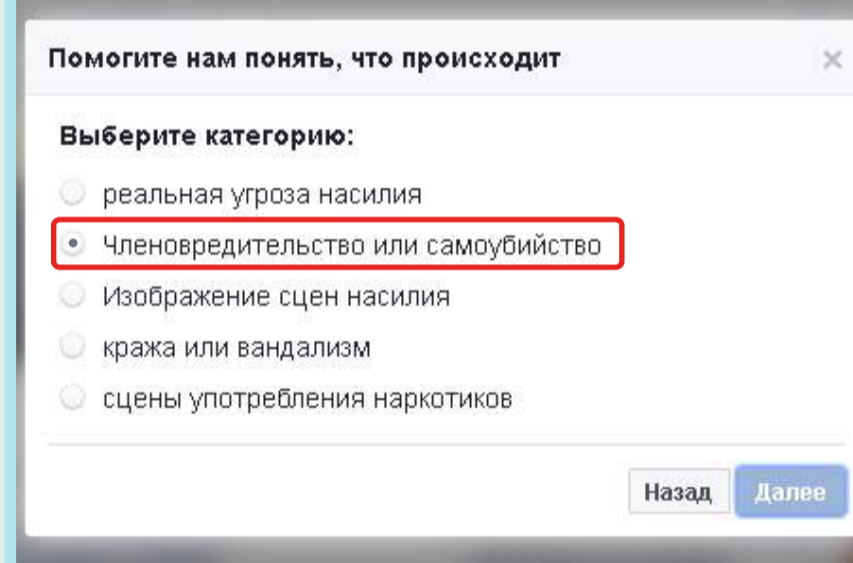 Помогите нам понять, что происходит
Выберите категорию:
реальная угроза насилия
Членовредительство или самоубийство
Изображение сцен насилия
кража или вандализм
сцены употребления наркотиков
Назад Далее